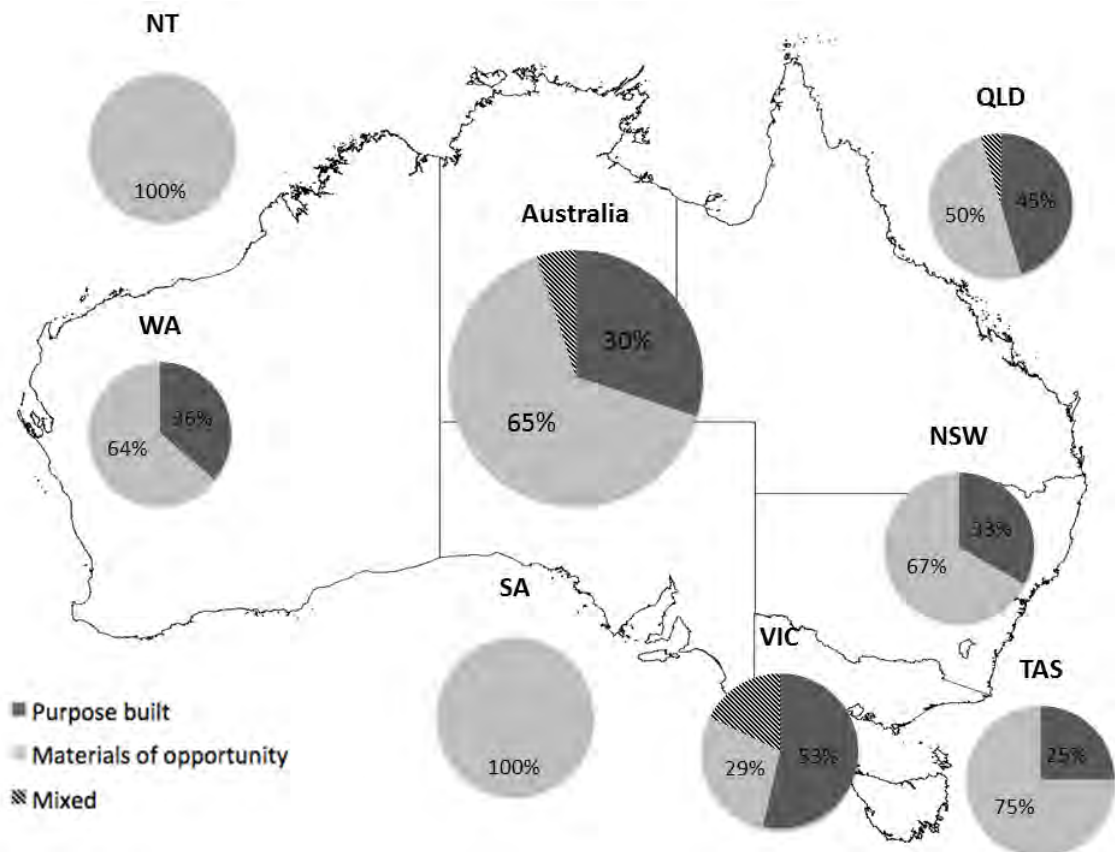 NT
100%
QLD
50%
45%
Australia
30%
65%
WA
36%
64%
NSW
33%
67%
SA
100%
VIC
53%
29%
TAS
25%
75%
Purpose built
Materials of opportunity
Mixed